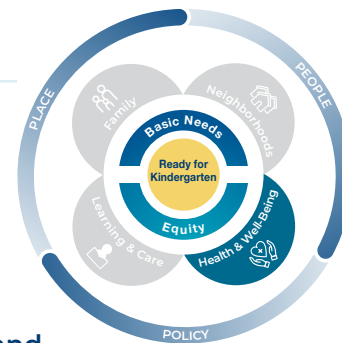 PLACE
PEOPLE
Family
Neighborhoods
Basic Needs
Ready for
Kindergarten
Equity
Learning & Care
Health & Well-Being
POLICY
and